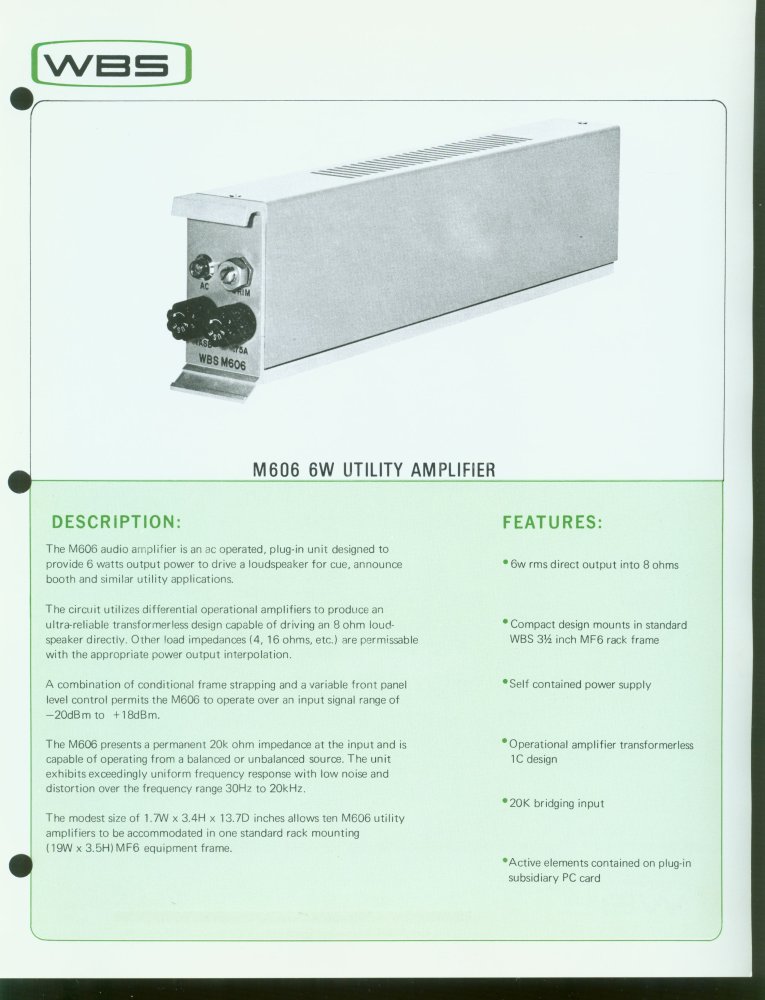 WBS
AC
WBS M606
M606 6W UTILITY AMPLIFIER
DESCRIPTION:
The M606 audio amplifier is an ac operated, plug-in unit designed to
provide 6 watts output power to drive a loudspeaker for cue, announce
booth and similar utility applications.
The circuit utilizes differential operational amplifiers to produce an
ultra-reliable transformerless design capable of driving an 8 ohm loud-
speaker directly. Other load impedances (4, 16 ohms, etc.) are permissable
with the appropriate power output interpolation.
A combination of conditional frame strapping and a variable front panel
level control permits the M606 to operate over an input signal range of
−20dBm to +18dBm.
The M606 presents a permanent 20k ohm impedance at the input and is
capable of operating from a balanced or unbalanced source. The unit
exhibits exceedingly uniform frequency response with low noise and
distortion over the frequency range 30Hz to 20kHz.
The modest size of 1.7W x 3.4H x 13.7D inches allows ten M606 utility
amplifiers to be accommodated in one standard rack mounting
(19W x 3.5H) MF6 equipment frame.
FEATURES:
• 6w rms direct output into 8 ohms
• Compact design mounts in standard
WBS 3½ inch MF6 rack frame
• Self contained power supply
• Operational amplifier transformerless
1C design
• 20K bridging input
• Active elements contained on plug-in
subsidiary PC card